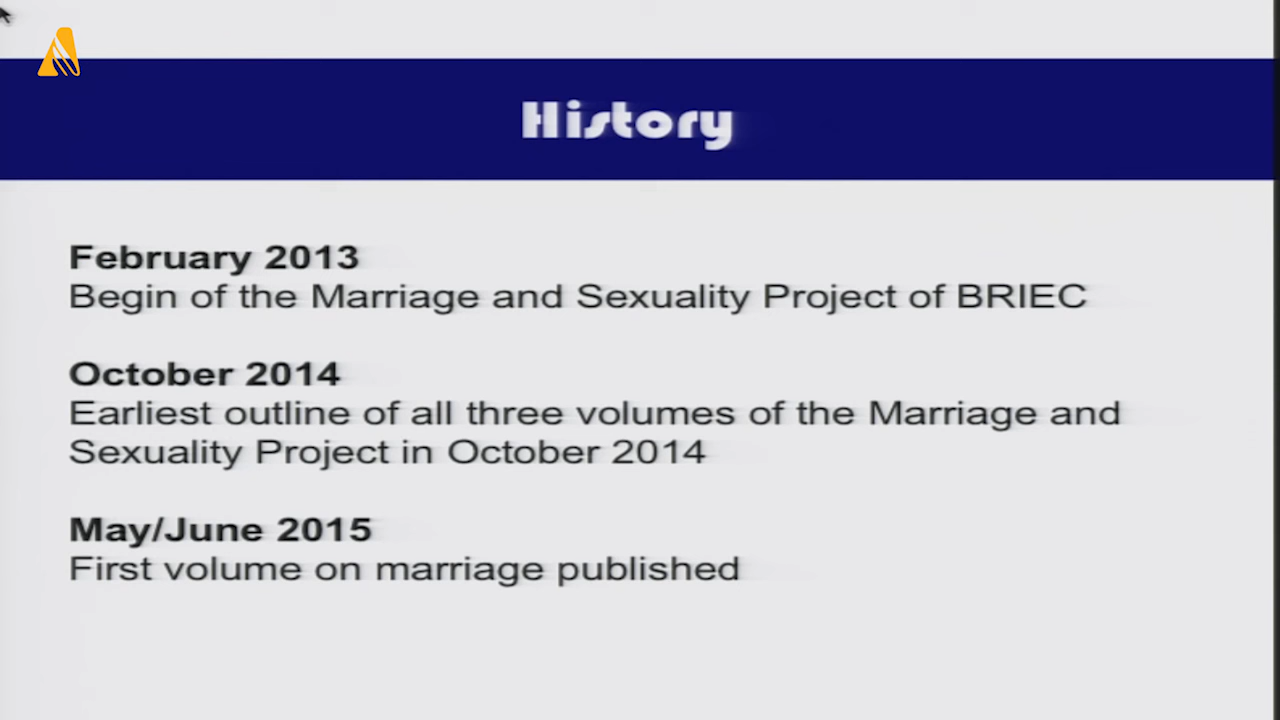 History
February 2013
Begin of the Marriage and Sexuality Project of BRIEC
October 2014
Earliest outline of all three volumes of the Marriage and
Sexuality Project in October 2014
May/June 2015
First volume on marriage published